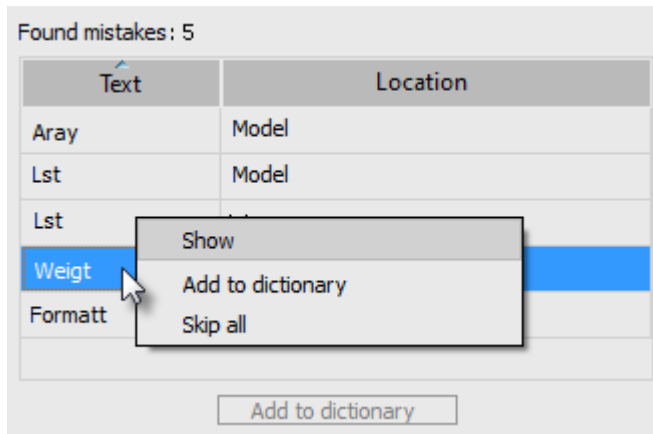 Found mistakes: 5
Text Location
Aray Model
Lst Model
Lst
Show
Weigt
Add to dictionary
Formatt
Skip all
Add to dictionary